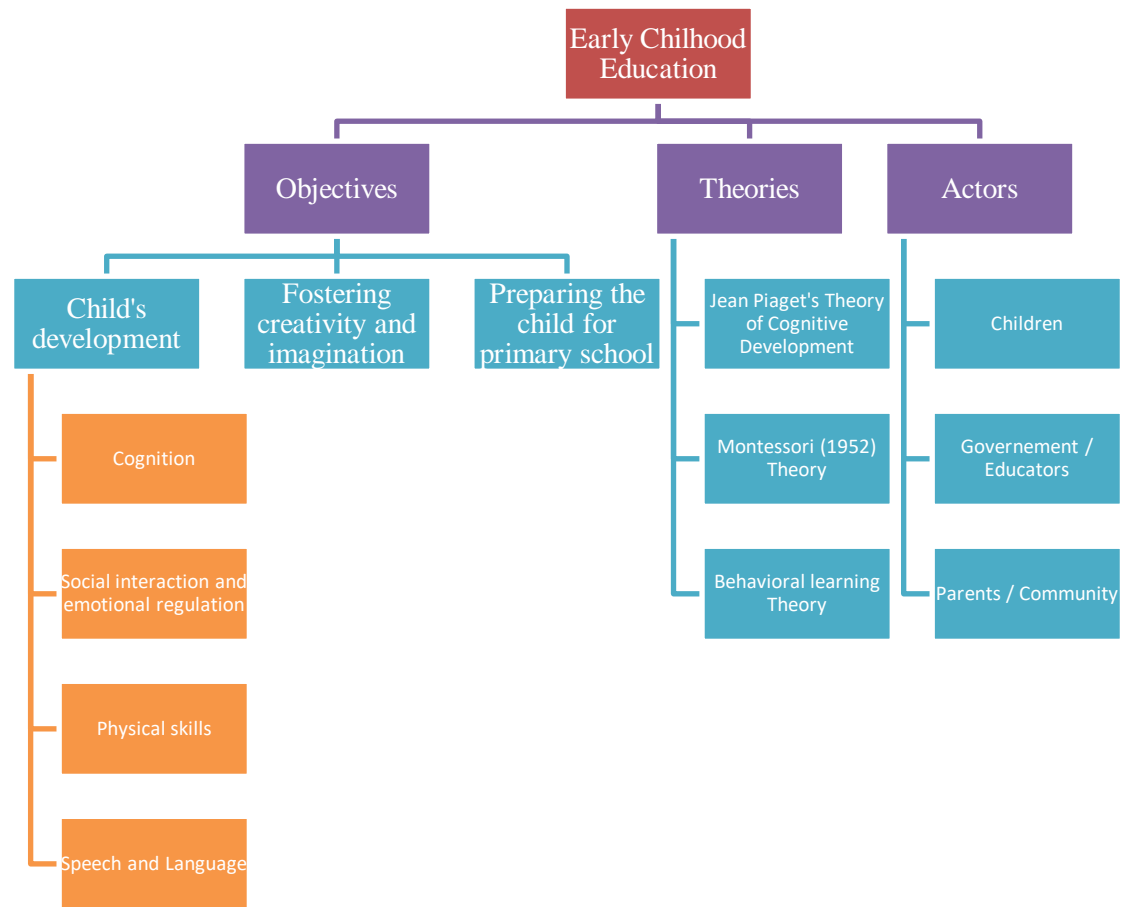 Early Chilhood
Education
Objectives
Theories
Actors
Child's
development
Fostering
creativity and
imagination
Preparing the
child for
primary school
Jean Piaget's Theory
of Cognitive
Development
Children
Cognition
Montessori (1952)
Theory
Governement /
Educators
Social interaction and
emotional regulation
Behavioral learning
Theory
Parents / Community
Physical skills
Speech and Language